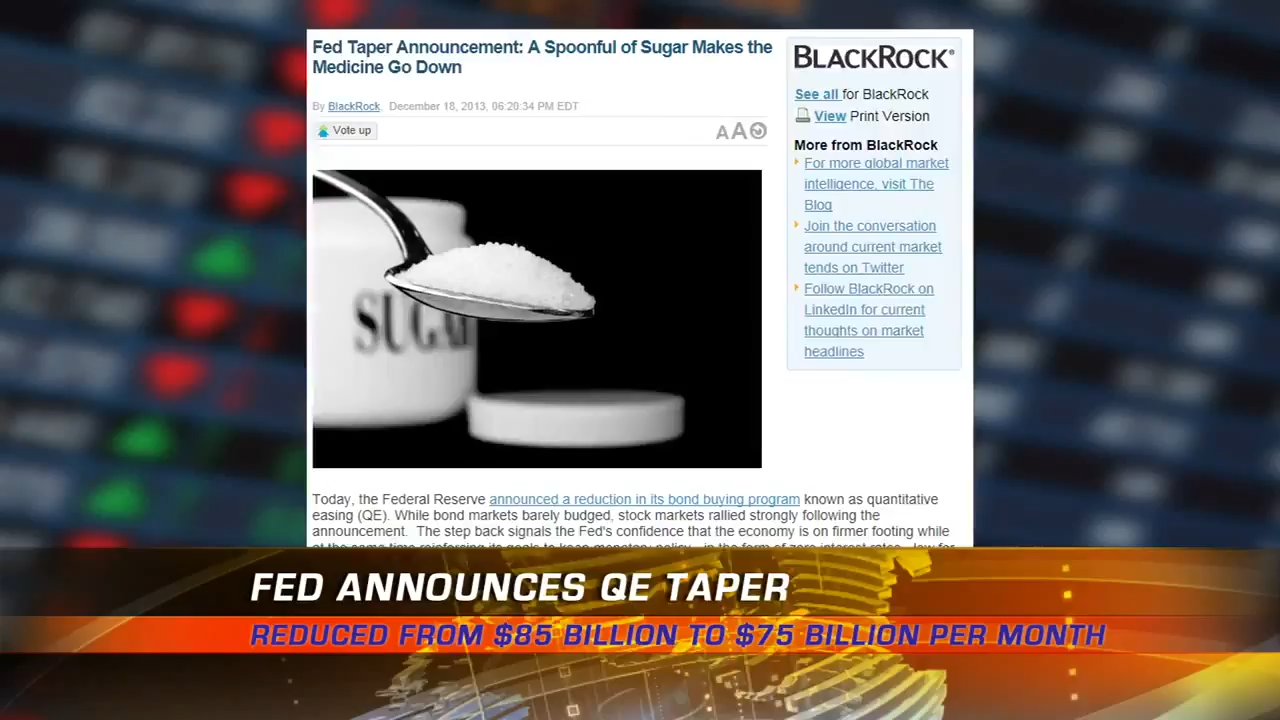 Fed Taper Announcement: A Spoonful of Sugar Makes the
Medicine Go Down
By BlackRock, December 18, 2013, 06:20:34 PM EDT
Vote up
A A
SUGAR
Today, the Federal Reserve announced a reduction in its bond buying program known as quantitative
easing (QE). While bond markets barely budged, stock markets rallied strongly following the
announcement. The step back signals the Fed's confidence that the economy is on firmer footing while
BLACKROCK®
See all for BlackRock
View Print Version
More from BlackRock
For more global market
intelligence, visit The
Blog
Join the conversation
around current market
tends on Twitter
Follow BlackRock on
LinkedIn for current
thoughts on market
headlines
FED ANNOUNCES QE TAPER
REDUCED FROM $85 BILLION TO $75 BILLION PER MONTH